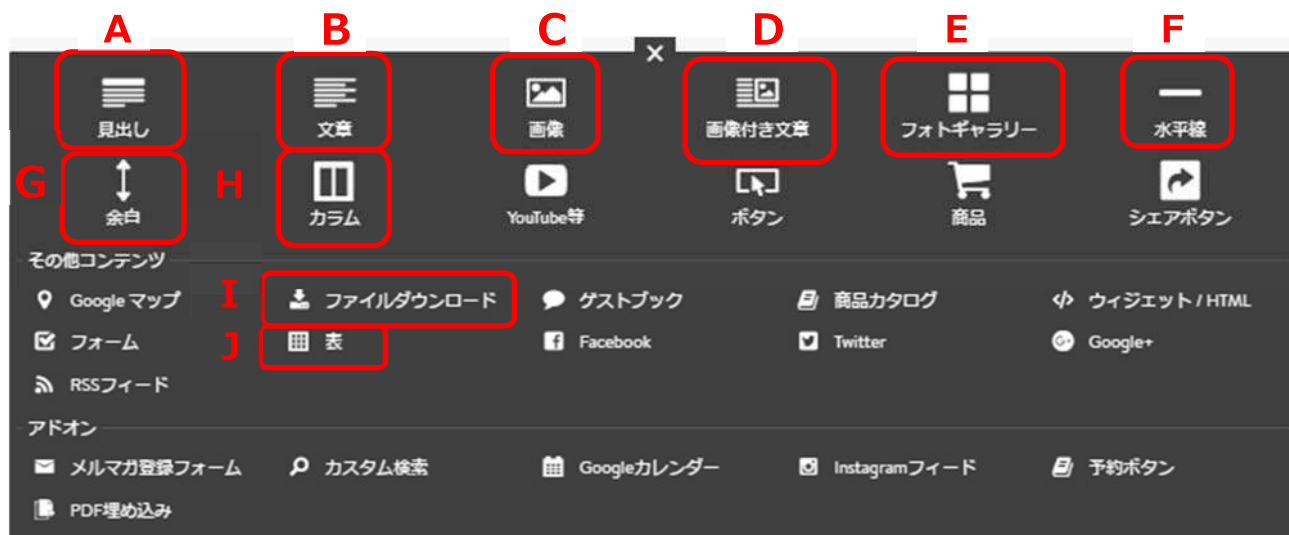 A B C D E F
×
見出し 文章 画像 画像付き文章 フォトギャラリー 水平線
G H
余白 カラム YouTube等 ボタン 商品 シェアボタン
その他コンテンツ
Google マップ I ファイルダウンロード ゲストブック 商品カタログ ウィジェット / HTML
フォーム J 表 Facebook Twitter Google+
RSSフィード
アドオン
メルマガ登録フォーム カスタム検索 Googleカレンダー Instagramフィード 予約ボタン
PDF埋め込み